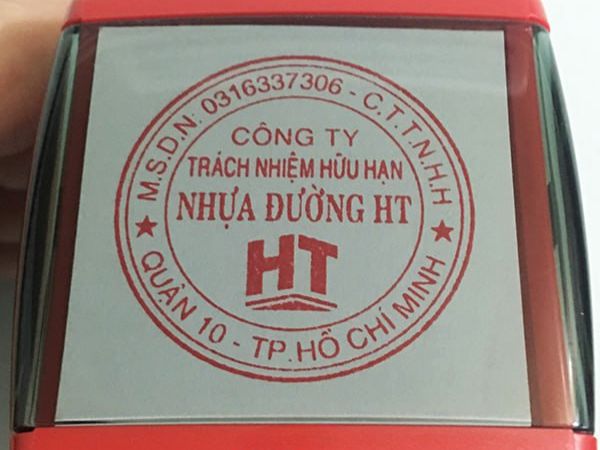 M.S.D.N: 0316337306 - C.T.T.N.H.H
CÔNG TY
TRÁCH NHIỆM HỮU HẠN
NHỰA ĐƯỜNG HT
HT
QUẬN 10 - TP. HỒ CHÍ MINH